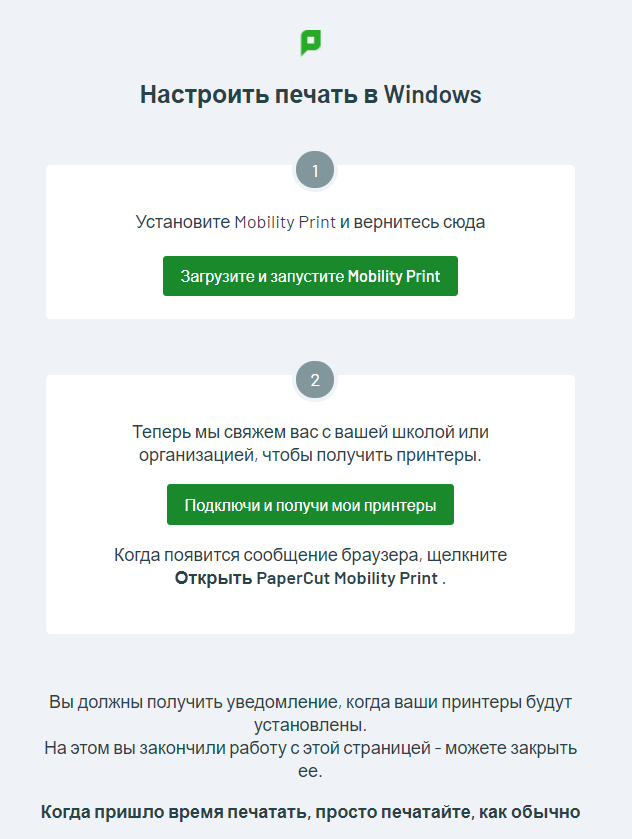 Настроить печать в Windows
1
Установите Mobility Print и вернитесь сюда
Загрузите и запустите Mobility Print
2
Теперь мы свяжем вас с вашей школой или
организацией, чтобы получить принтеры.
Подключи и получи мои принтеры
Когда появится сообщение браузера, щелкните
Открыть PaperCut Mobility Print .
Вы должны получить уведомление, когда ваши принтеры будут
установлены.
На этом вы закончили работу с этой страницей - можете закрыть
ее.
Когда пришло время печатать, просто печатайте, как обычно